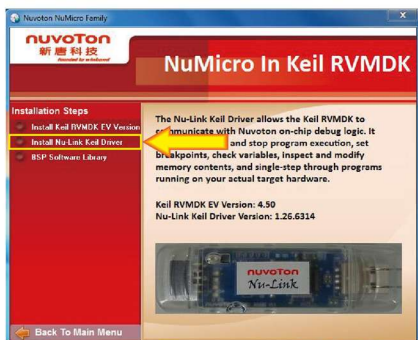 Nuvoton NuMicro Family
nuvoTon
新唐科技
NuMicro In Keil RVMDK
Installation Steps
Install Keil RVMDK EV Version
Install Nu-Link Keil Driver
BSP Software Library
The Nu-Link Keil Driver allows the Keil RVMDK to
communicate with Nuvoton on-chip debug logic. It
and stop program execution, set
breakpoints, check variables, inspect and modify
memory contents, and single-step through programs
running on your actual target hardware.
Keil RVMDK EV Version: 4.50
Nu-Link Keil Driver Version: 1.26.6314
nuvoTon
Nu-Link
Back To Main Menu